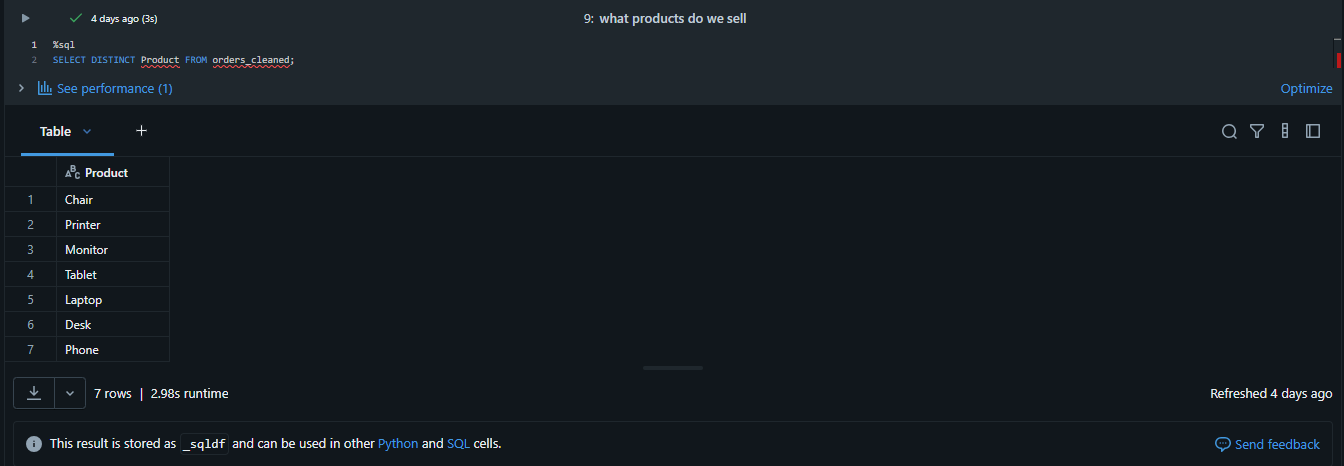 4 days ago (3s)
9: what products do we sell
1 %sql
2 SELECT DISTINCT Product FROM orders_cleaned;
See performance (1)
Optimize
Table
+
ABC Product
1 Chair
2 Printer
3 Monitor
4 Tablet
5 Laptop
6 Desk
7 Phone
7 rows | 2.98s runtime
Refreshed 4 days ago
This result is stored as _sqldf and can be used in other Python and SQL cells.
Send feedback